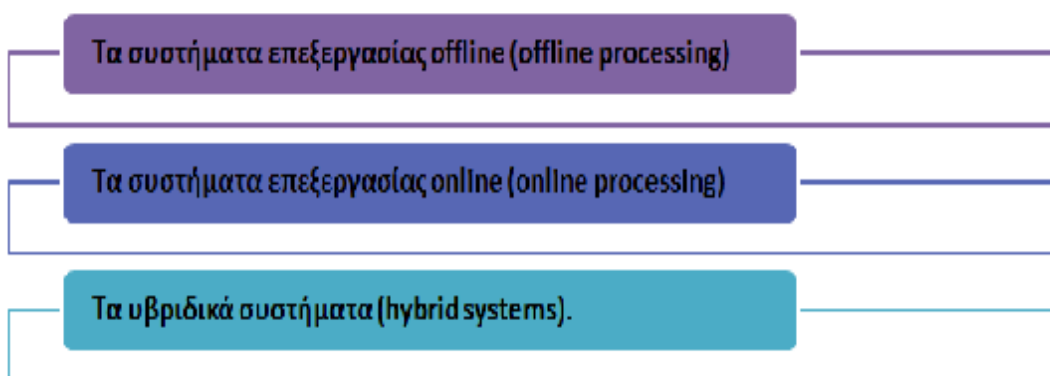 Τα συστήματα επεξεργασίας offline (offline processing)
Τα συστήματα επεξεργασίας online (online processing)
Τα υβριδικά συστήματα (hybrid systems).